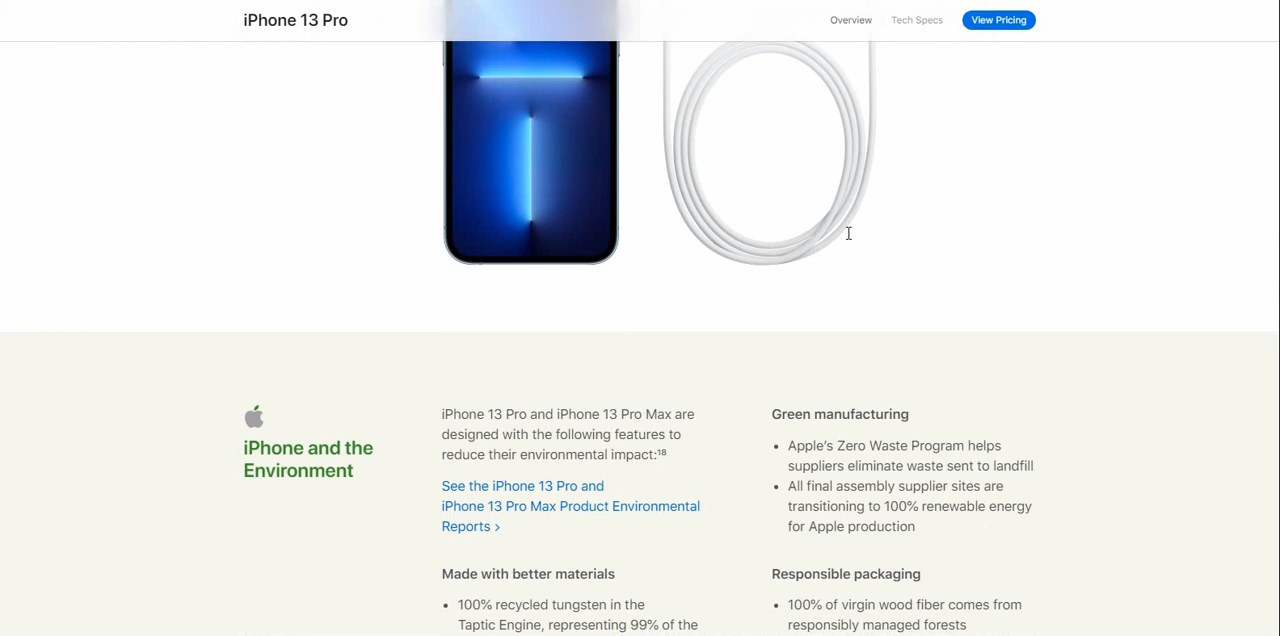 iPhone 13 Pro
Overview
Tech Specs
View Pricing
iPhone and the
Environment
iPhone 13 Pro and iPhone 13 Pro Max are
designed with the following features to
reduce their environmental impact:¹⁸
See the iPhone 13 Pro and
iPhone 13 Pro Max Product Environmental
Reports >
Made with better materials
• 100% recycled tungsten in the
Taptic Engine, representing 99% of the
Green manufacturing
• Apple’s Zero Waste Program helps
suppliers eliminate waste sent to landfill
• All final assembly supplier sites are
transitioning to 100% renewable energy
for Apple production
Responsible packaging
• 100% of virgin wood fiber comes from
responsibly managed forests